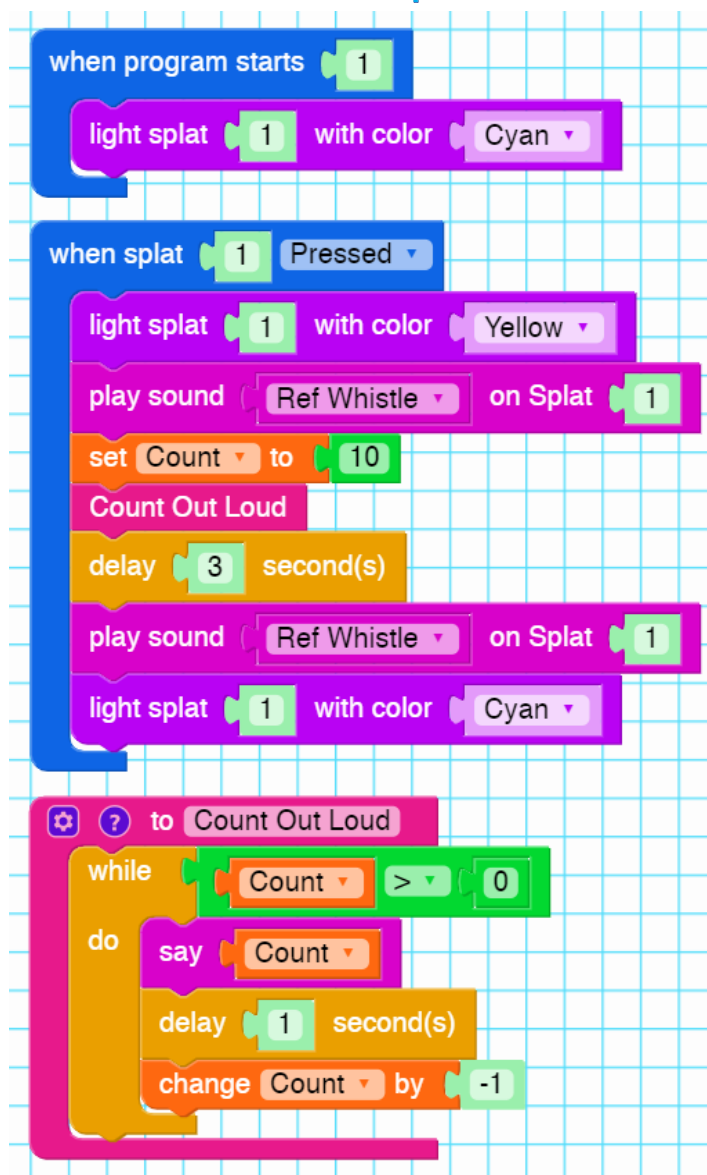 when program starts 1
light splat 1 with color Cyan
when splat 1 Pressed
light splat 1 with color Yellow
play sound Ref Whistle on Splat 1
set Count to 10
Count Out Loud
delay 3 second(s)
play sound Ref Whistle on Splat 1
light splat 1 with color Cyan
? to Count Out Loud
while Count > 0
do say Count
delay 1 second(s)
change Count by -1